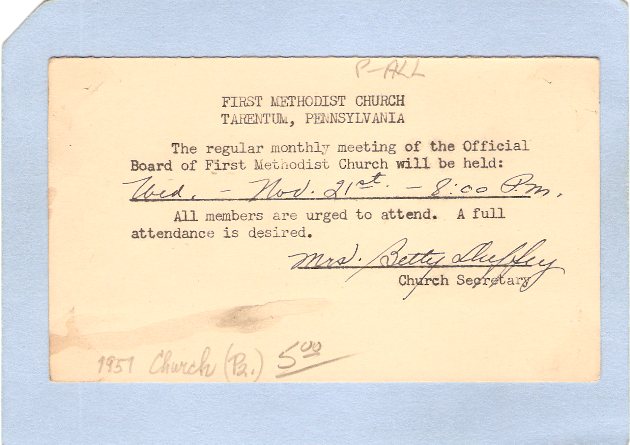 P-ALL
FIRST METHODIST CHURCH
TARENTUM, PENNSYLVANIA
The regular monthly meeting of the Official
Board of First Methodist Church will be held:
Wed. - Nov. 21st. - 8:00 P.m.
All members are urged to attend. A full
attendance is desired.
Mrs. Betty Duffey
Church Secretary
1951 Church (Pa.) 5.00